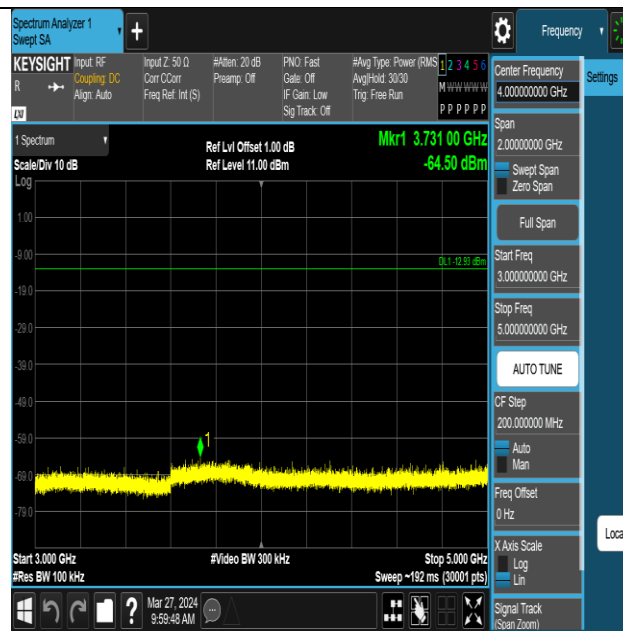 Spectrum Analyzer 1
Swept SA
Frequency
KEYSIGHT
R
LXI
Input: RF
Coupling: DC
Align: Auto
Input Z: 50 Ω
Corr CCorr
Freq Ref: Int (S)
#Atten: 20 dB
Preamp: Off
PNO: Fast
Gate: Off
IF Gain: Low
Sig Track: Off
#Avg Type: Power (RMS
Avg|Hold: 30/30
Trig: Free Run
1 2 3 4 5 6
M W W W W W
P P P P P P
1 Spectrum
Scale/Div 10 dB
Log
Ref Lvl Offset 1.00 dB
Ref Level 11.00 dBm
Mkr1 3.731 00 GHz
-64.50 dBm
1.00
-9.00
DL1 -12.93 dBm
-19.0
-29.0
-39.0
-49.0
-59.0
1
-69.0
-79.0
Start 3.000 GHz
#Res BW 100 kHz
#Video BW 300 kHz
Stop 5.000 GHz
Sweep ~192 ms (30001 pts)
?
Mar 27, 2024
9:59:48 AM
Center Frequency
4.000000000 GHz
Settings
Span
2.00000000 GHz
Swept Span
Zero Span
Full Span
Start Freq
3.000000000 GHz
Stop Freq
5.000000000 GHz
AUTO TUNE
CF Step
200.000000 MHz
Auto
Man
Freq Offset
0 Hz
Loca
X Axis Scale
Log
Lin
Signal Track
(Span Zoom)